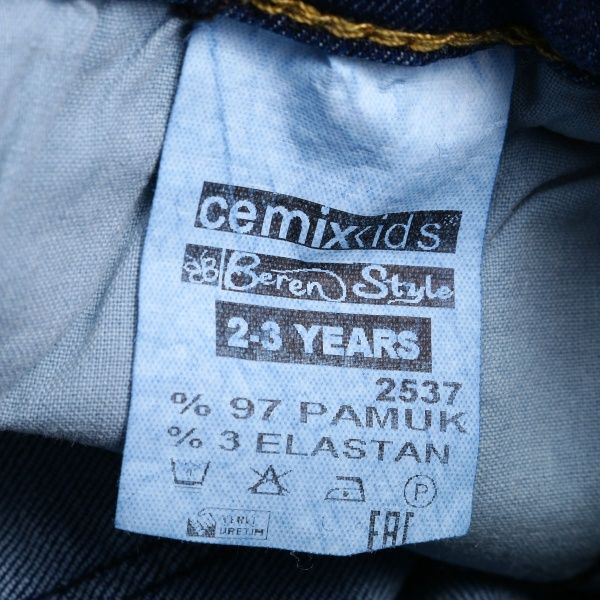 cemixkids
Beren Style
2-3 YEARS
2537
% 97 PAMUK
% 3 ELASTAN
P
YERLİ
ÜRETİM
EAC